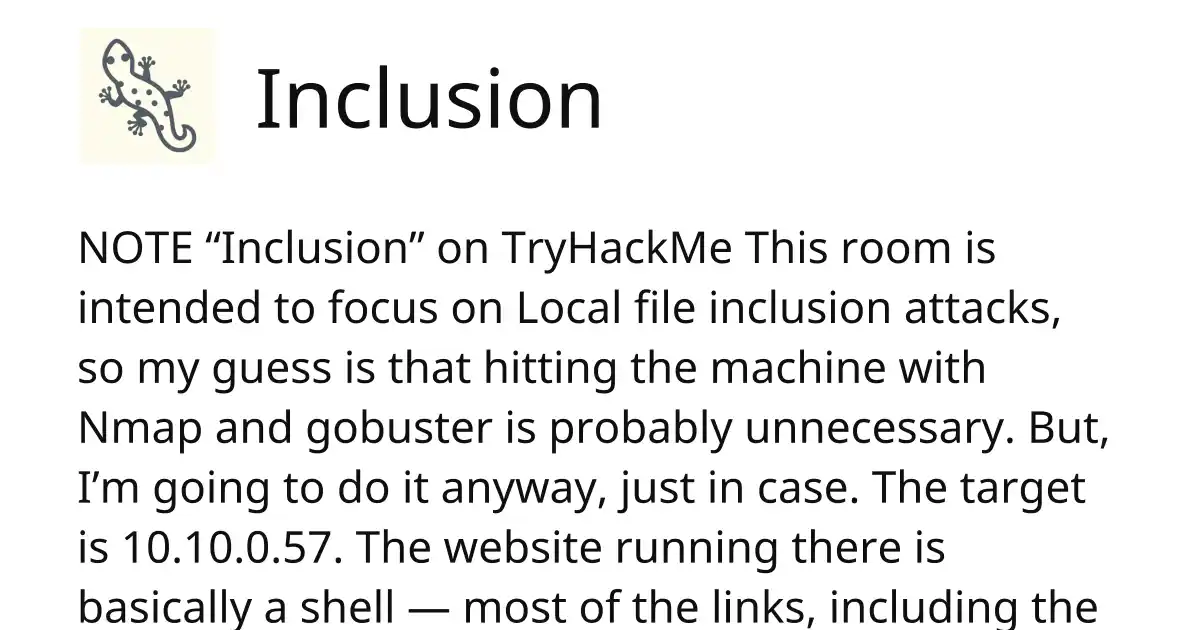 Inclusion
NOTE “Inclusion” on TryHackMe This room is
intended to focus on Local file inclusion attacks,
so my guess is that hitting the machine with
Nmap and gobuster is probably unnecessary. But,
I’m going to do it anyway, just in case. The target
is 10.10.0.57. The website running there is
basically a shell — most of the links, including the